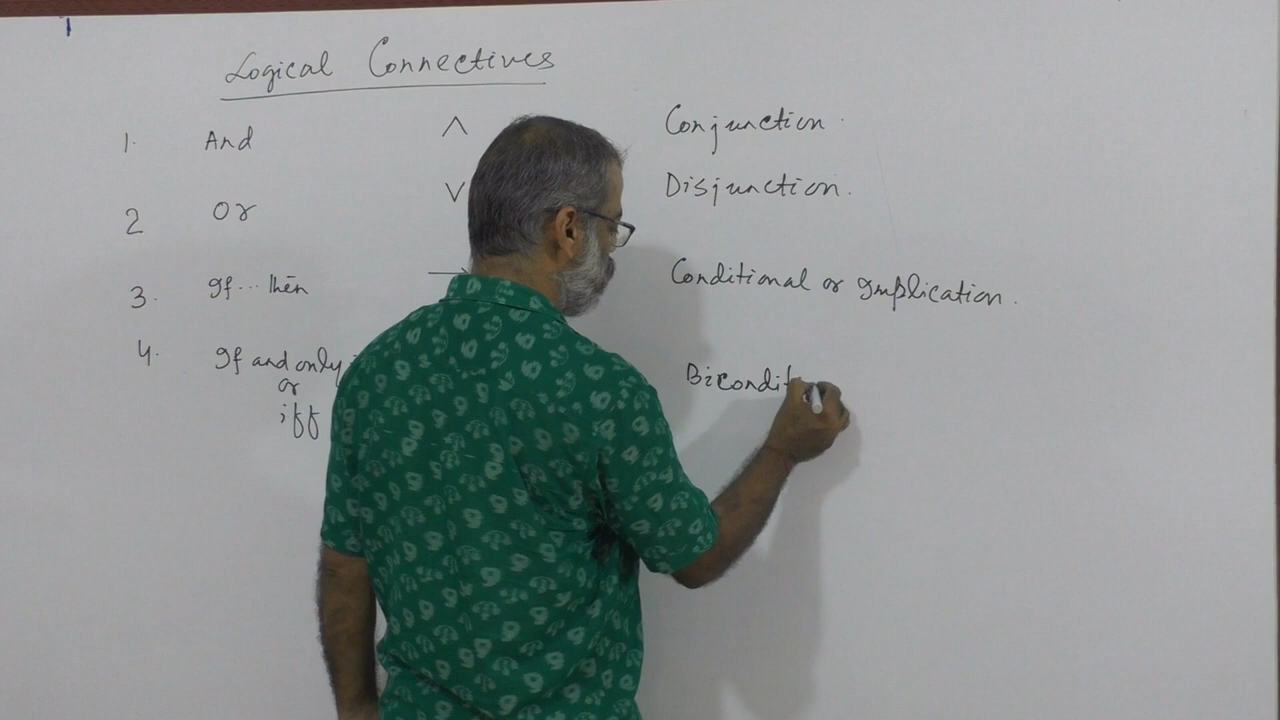 Logical Connectives
1. And ∧ Conjunction.
2 Or ∨ Disjunction.
3. If... then → Conditional or Implication.
4. If and only Bicondit
or
iff